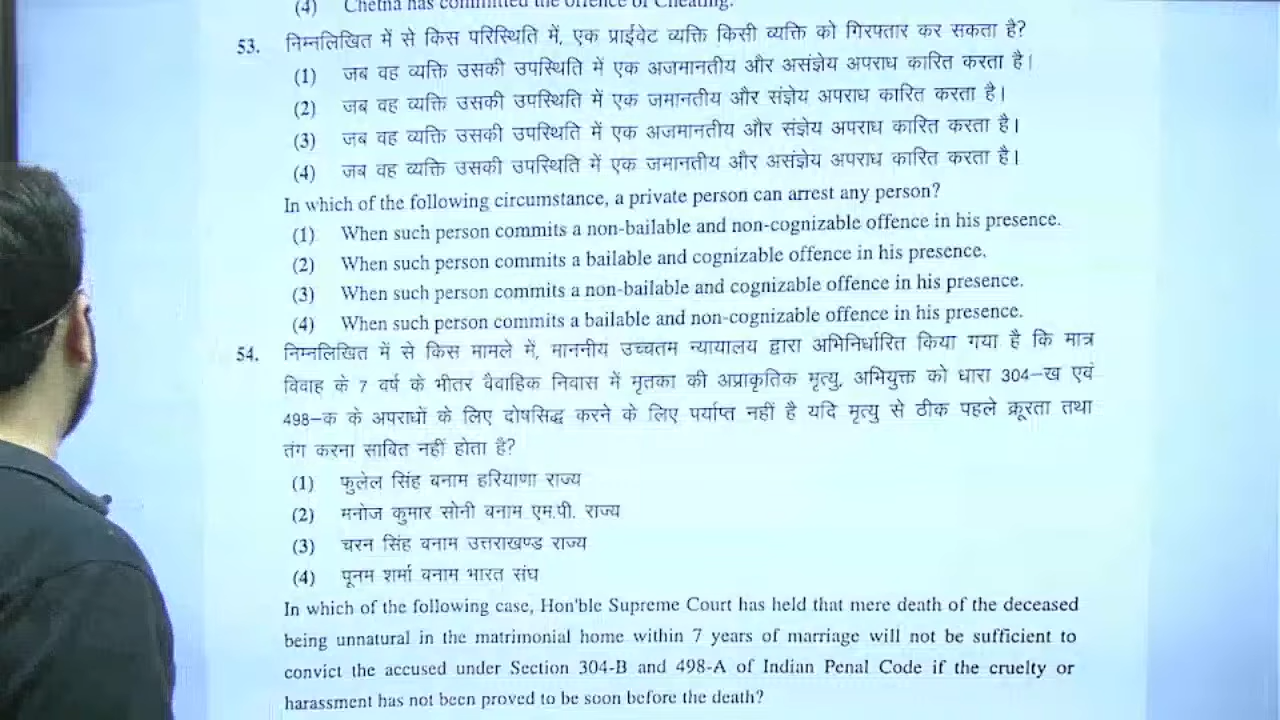 (4) Chetna has committed the offence of Cheating.
53. निम्नलिखित में से किस परिस्थिति में, एक प्राईवेट व्यक्ति किसी व्यक्ति को गिरफ्तार कर सकता है?
(1) जब वह व्यक्ति उसकी उपस्थिति में एक अजमानतीय और असंज्ञेय अपराध कारित करता है।
(2) जब वह व्यक्ति उसकी उपस्थिति में एक जमानतीय और संज्ञेय अपराध कारित करता है।
(3) जब वह व्यक्ति उसकी उपस्थिति में एक अजमानतीय और संज्ञेय अपराध कारित करता है।
(4) जब वह व्यक्ति उसकी उपस्थिति में एक जमानतीय और असंज्ञेय अपराध कारित करता है।
In which of the following circumstance, a private person can arrest any person?
(1) When such person commits a non-bailable and non-cognizable offence in his presence.
(2) When such person commits a bailable and cognizable offence in his presence.
(3) When such person commits a non-bailable and cognizable offence in his presence.
(4) When such person commits a bailable and non-cognizable offence in his presence.
54. निम्नलिखित में से किस मामले में, माननीय उच्चतम न्यायालय द्वारा अभिनिर्धारित किया गया है कि मात्र
विवाह के 7 वर्ष के भीतर वैवाहिक निवास में मृतका की अप्राकृतिक मृत्यु, अभियुक्त को धारा 304-ख एवं
498-क के अपराधों के लिए दोषसिद्ध करने के लिए पर्याप्त नहीं है यदि मृत्यु से ठीक पहले क्रूरता तथा
तंग करना साबित नहीं होता है?
(1) फुलेल सिंह बनाम हरियाणा राज्य
(2) मनोज कुमार सोनी बनाम एम.पी. राज्य
(3) चरन सिंह बनाम उत्तराखण्ड राज्य
(4) पूनम शर्मा बनाम भारत संघ
In which of the following case, Hon'ble Supreme Court has held that mere death of the deceased
being unnatural in the matrimonial home within 7 years of marriage will not be sufficient to
convict the accused under Section 304-B and 498-A of Indian Penal Code if the cruelty or
harassment has not been proved to be soon before the death?